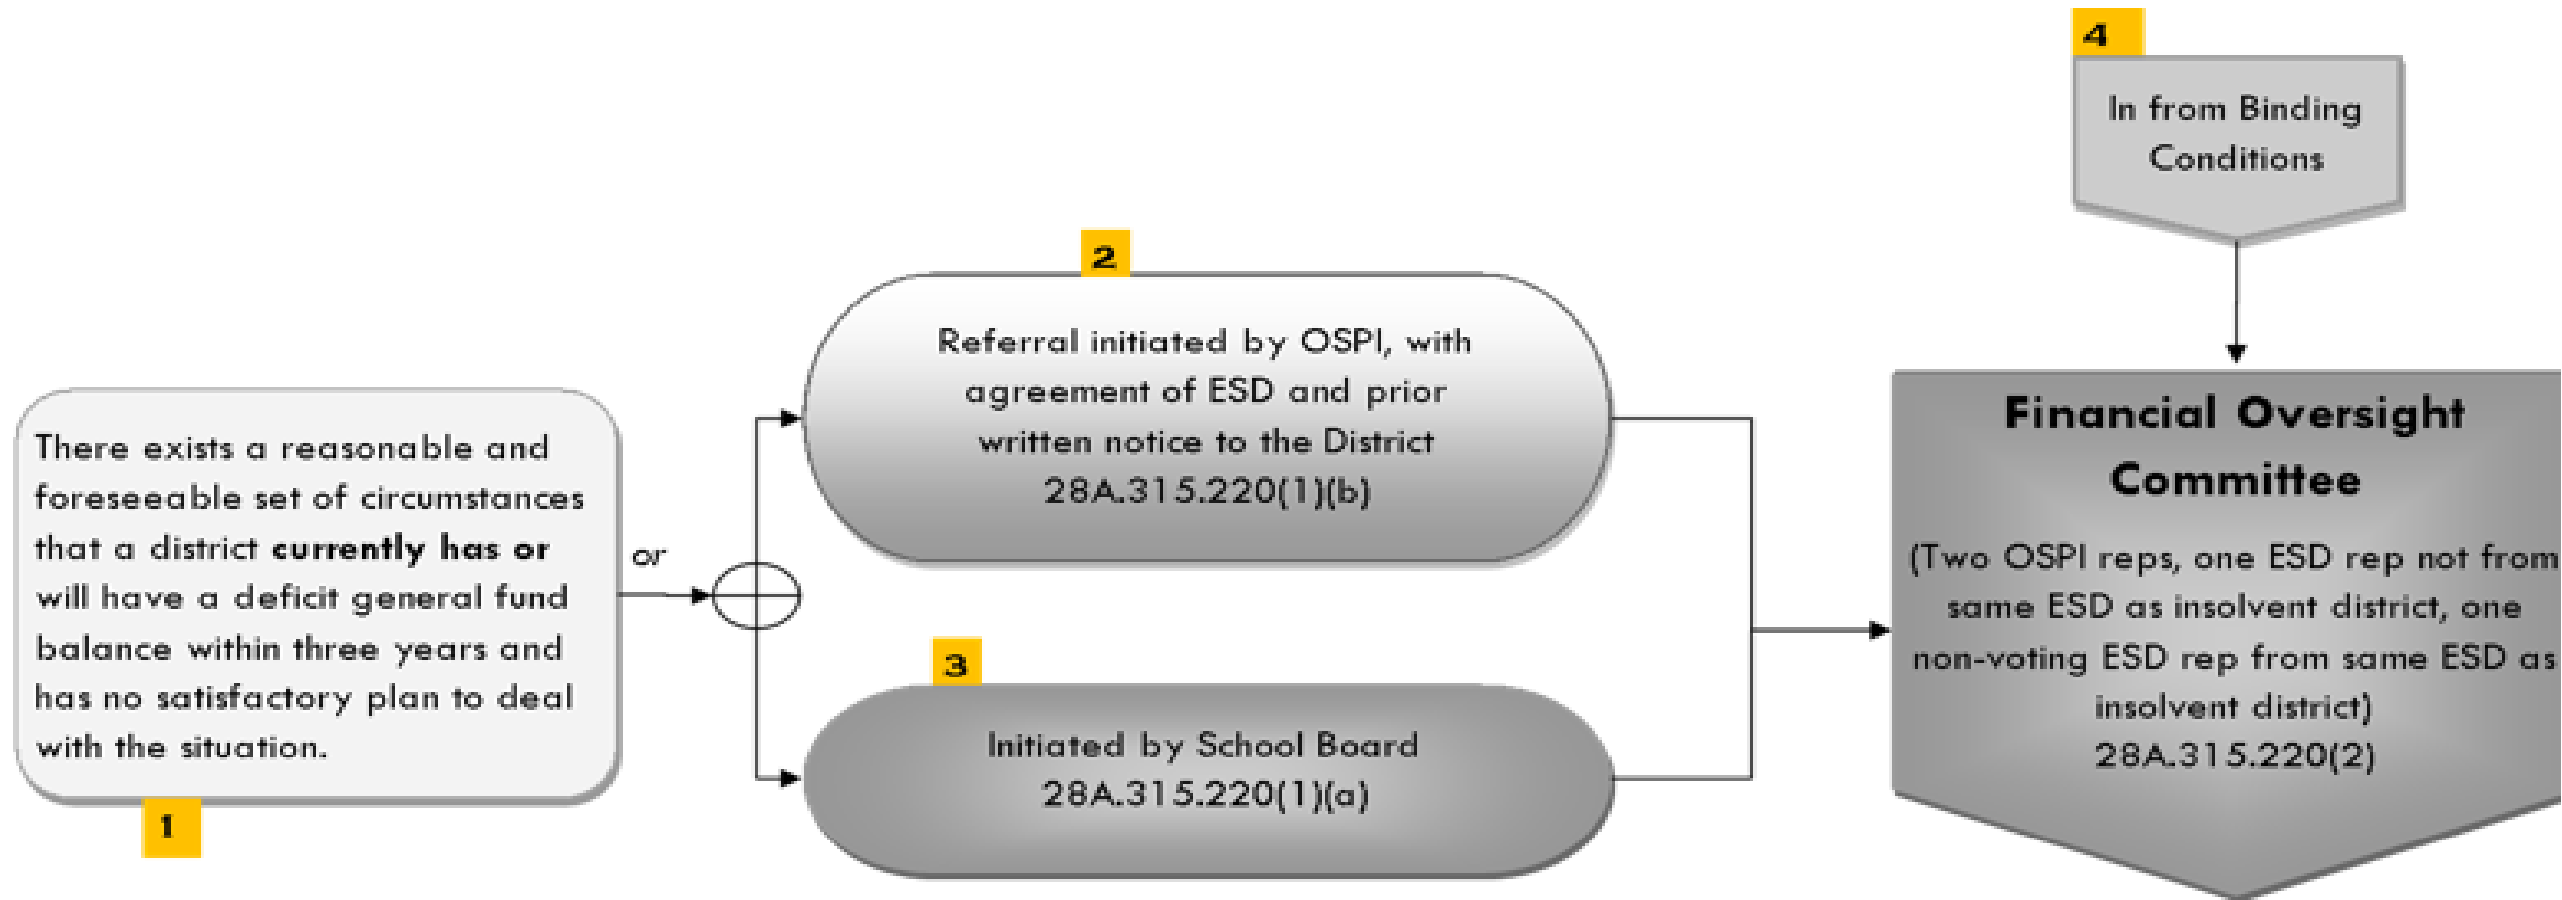 There exists a reasonable and
foreseeable set of circumstances
that a district currently has or
will have a deficit general fund
balance within three years and
has no satisfactory plan to deal
with the situation.
1
or
2
Referral initiated by OSPI, with
agreement of ESD and prior
written notice to the District
28A.315.220(1)(b)
3
Initiated by School Board
28A.315.220(1)(a)
4
In from Binding
Conditions
Financial Oversight
Committee
(Two OSPI reps, one ESD rep not from
same ESD as insolvent district, one
non-voting ESD rep from same ESD as
insolvent district)
28A.315.220(2)